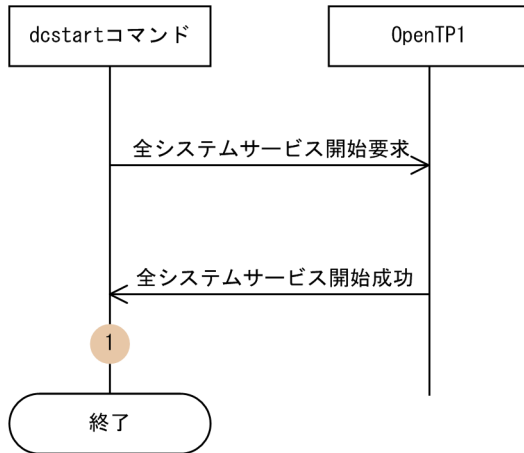 dcstartコマンド
OpenTP1
全システムサービス開始要求
全システムサービス開始成功
1
終了